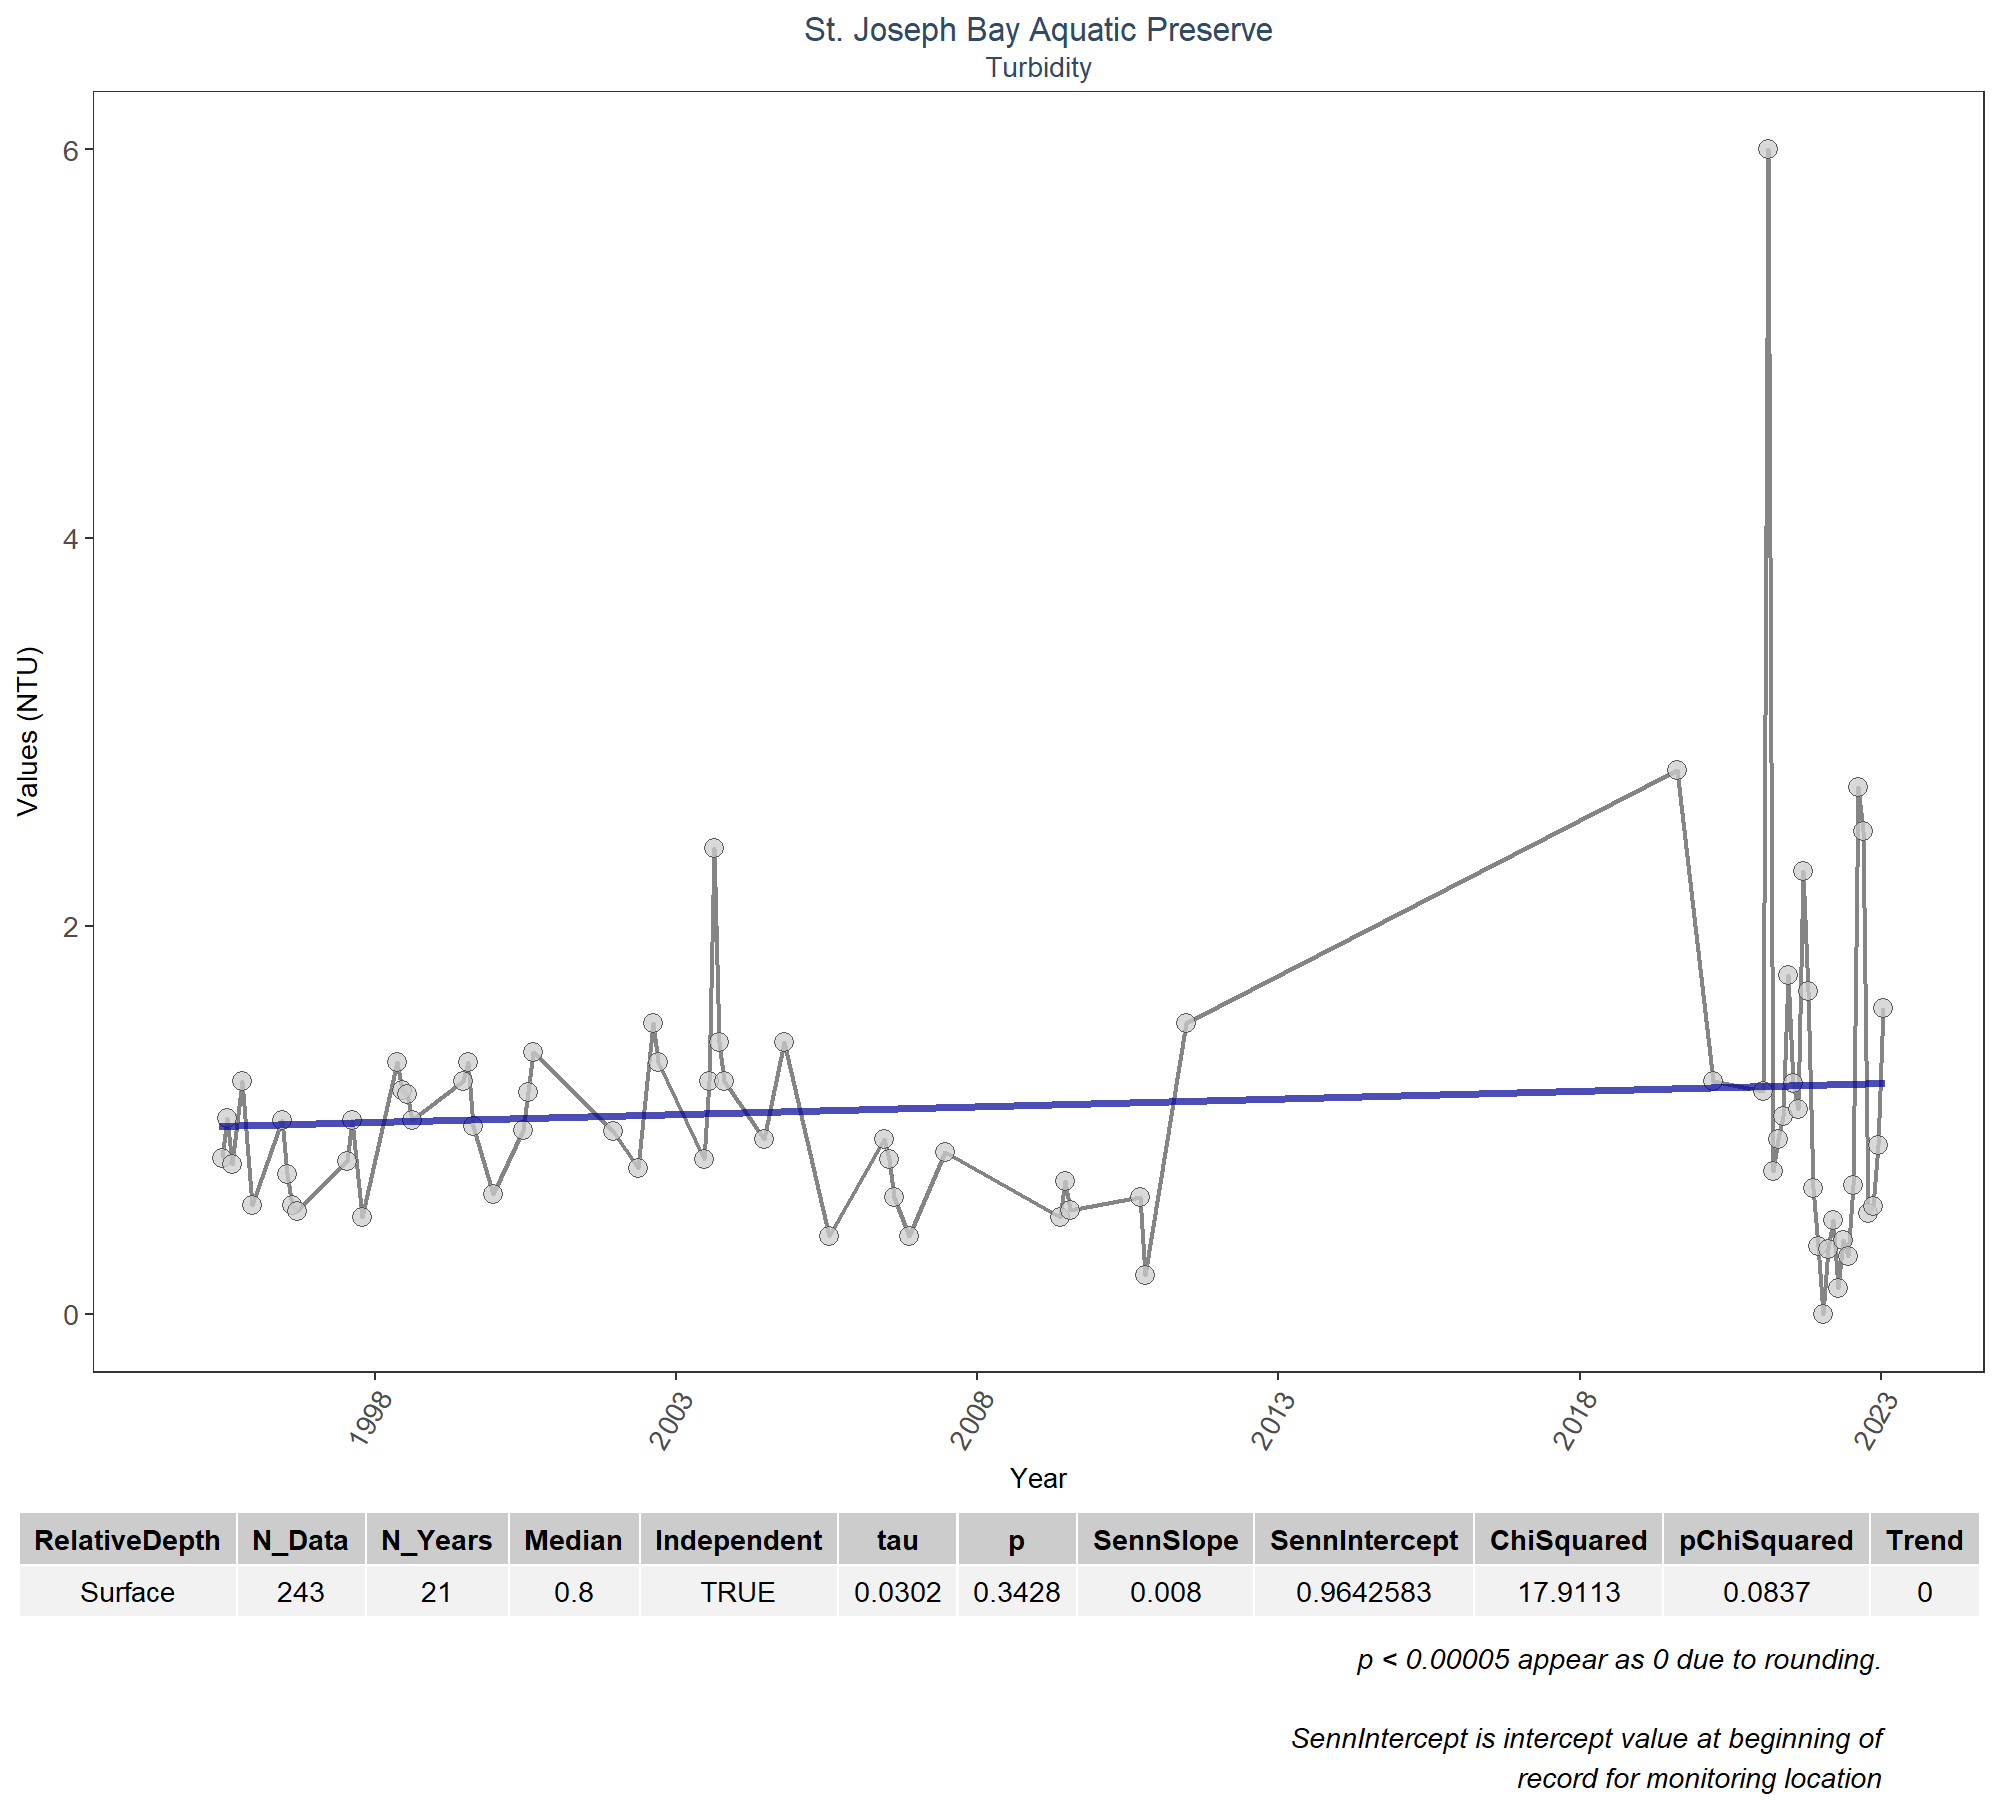 St. Joseph Bay Aquatic Preserve
Turbidity
6
4
2
0
Values (NTU)
1998
2003
2008
2013
2018
2023
Year
RelativeDepth N_Data N_Years Median Independent tau p SennSlope SennIntercept ChiSquared pChiSquared Trend
Surface 243 21 0.8 TRUE 0.0302 0.3428 0.008 0.9642583 17.9113 0.0837 0
p < 0.00005 appear as 0 due to rounding.
SennIntercept is intercept value at beginning of
record for monitoring location